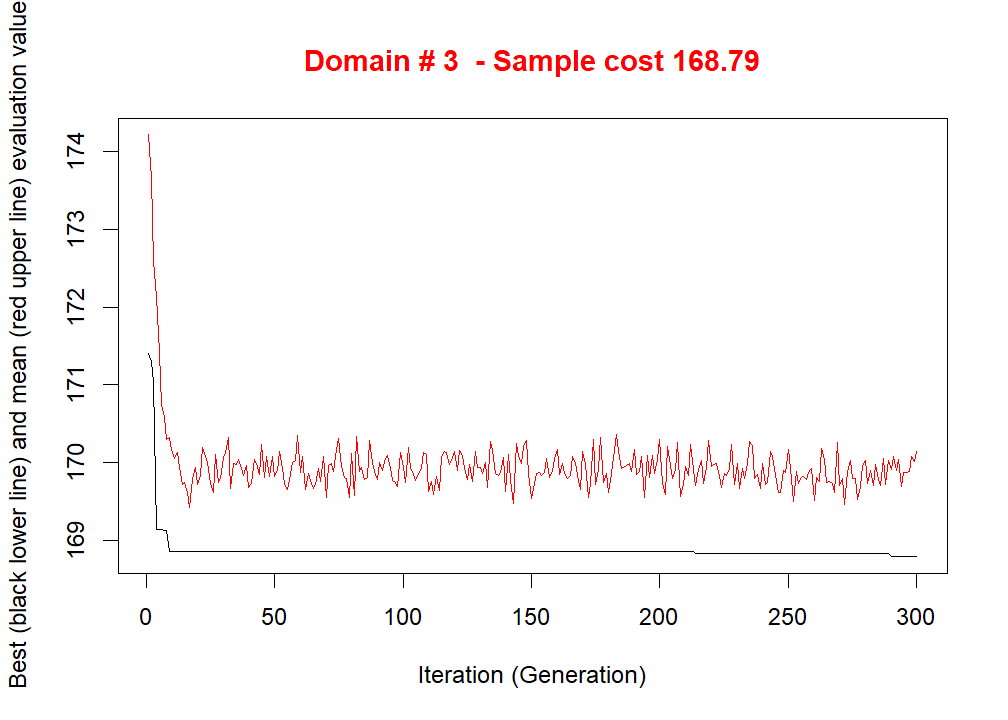 Domain # 3  - Sample cost 168.79
Best (black lower line) and mean (red upper line) evaluation value
174
173
172
171
170
169
0 50 100 150 200 250 300
Iteration (Generation)